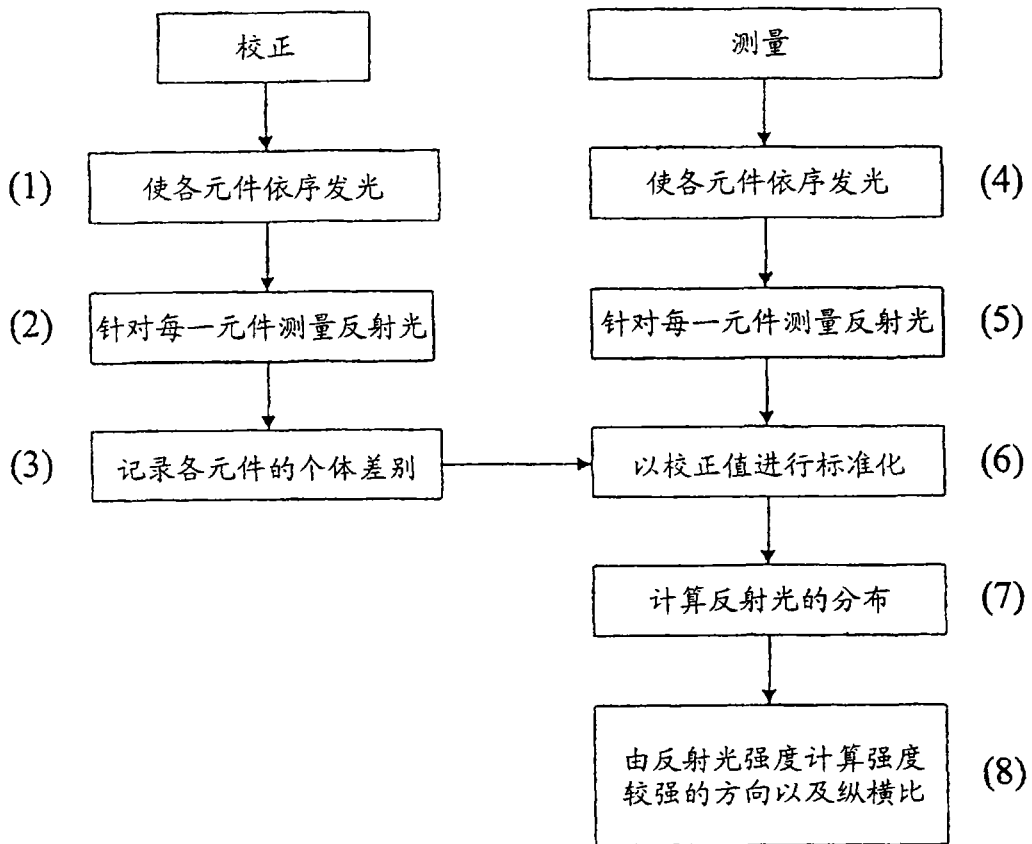 校正
(1)
使各元件依序发光
(2)
针对每一元件测量反射光
(3)
记录各元件的个体差别
测量
使各元件依序发光
(4)
针对每一元件测量反射光
(5)
以校正值进行标准化
(6)
计算反射光的分布
(7)
由反射光强度计算强度
较强的方向以及纵横比
(8)